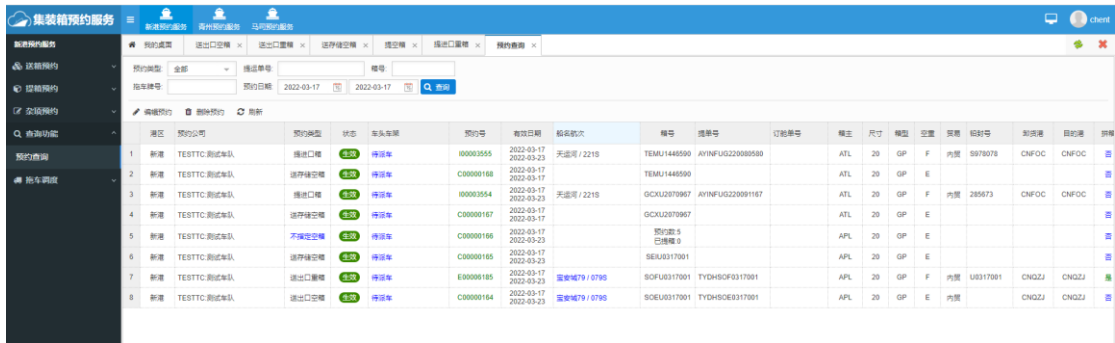 集装箱预约服务
新港预约服务 青州预约服务 马司预约服务
chent
新港预约服务
我的桌面 送出口空箱 × 送出口重箱 × 送存储空箱 × 提空箱 × 提进口重箱 × 预约查询 ×
送箱预约
提箱预约
杂项预约
查询功能
预约查询
拖车调度
预约类型: 全部 提运单号: 箱号:
拖车牌号: 预约日期: 2022-03-17 2022-03-17 查询
编辑预约 删除预约 刷新
港区 预约公司 预约类型 状态 车头车架 预约号 有效日期 船名航次 箱号 提单号 订舱单号 箱主 尺寸 箱型 空重 贸易 铅封号 卸货港 目的港 拼箱
1 新港 TESTTC:测试车队 提进口箱 生效 待派车 I00003555 2022-03-17 2022-03-23 天运河 / 221S TEMU1446590 AYINFUG220080580 ATL 20 GP F 内贸 S978078 CNFOC CNFOC 否
2 新港 TESTTC:测试车队 送存储空箱 生效 待派车 C00000168 2022-03-17 2022-03-17 TEMU1446590 ATL 20 GP E 否
3 新港 TESTTC:测试车队 提进口箱 生效 待派车 I00003554 2022-03-17 2022-03-23 天运河 / 221S GCXU2070967 AYINFUG220091167 ATL 20 GP F 内贸 285673 CNFOC CNFOC 否
4 新港 TESTTC:测试车队 送存储空箱 生效 待派车 C00000167 2022-03-17 2022-03-17 GCXU2070967 ATL 20 GP E 否
5 新港 TESTTC:测试车队 不指定空箱 生效 待派车 C00000166 2022-03-17 2022-03-23 预约数:5 已提箱:0 APL 20 GP E 否
6 新港 TESTTC:测试车队 送存储空箱 生效 待派车 C00000165 2022-03-17 2022-03-23 SEIU0317001 APL 20 GP E 否
7 新港 TESTTC:测试车队 送出口重箱 生效 待派车 E00006185 2022-03-17 2022-03-23 宝安城79 / 079S SOFU0317001 TYDHSOF0317001 APL 20 GP F 内贸 U0317001 CNQZJ CNQZJ 是
8 新港 TESTTC:测试车队 送出口空箱 生效 待派车 C00000164 2022-03-17 2022-03-23 宝安城79 / 079S SOEU0317001 TYDHSOE0317001 APL 20 GP E 内贸 CNQZJ CNQZJ 否